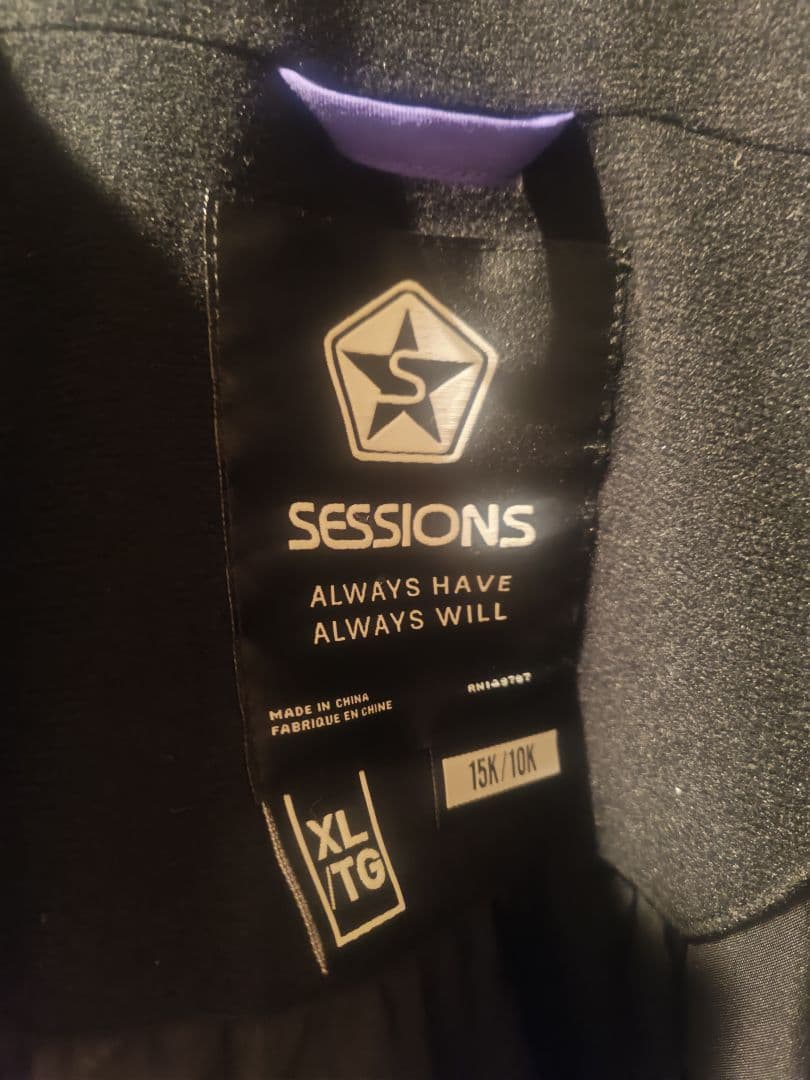 S
SESSIONS
ALWAYS HAVE
ALWAYS WILL
MADE IN CHINA
FABRIQUE EN CHINE
15K/10K
XL
/TG